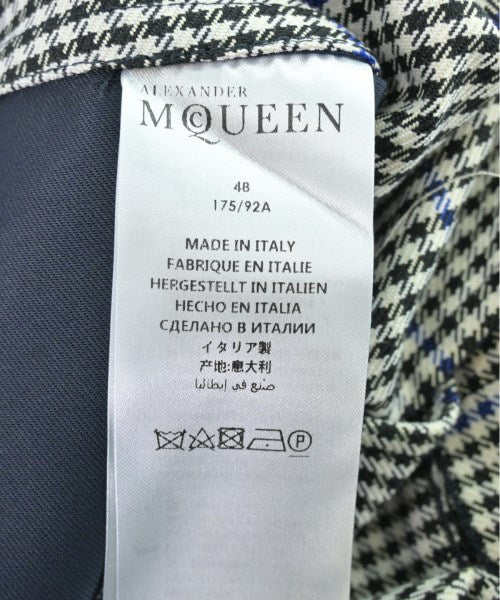 ALEXANDER
MCQUEEN
48
175/92A
MADE IN ITALY
FABRIQUE EN ITALIE
HERGESTELLT IN ITALIEN
HECHO EN ITALIA
СДЕЛАНО В ИТАЛИИ
イタリア製
产地:意大利
صنع في إيطاليا
P